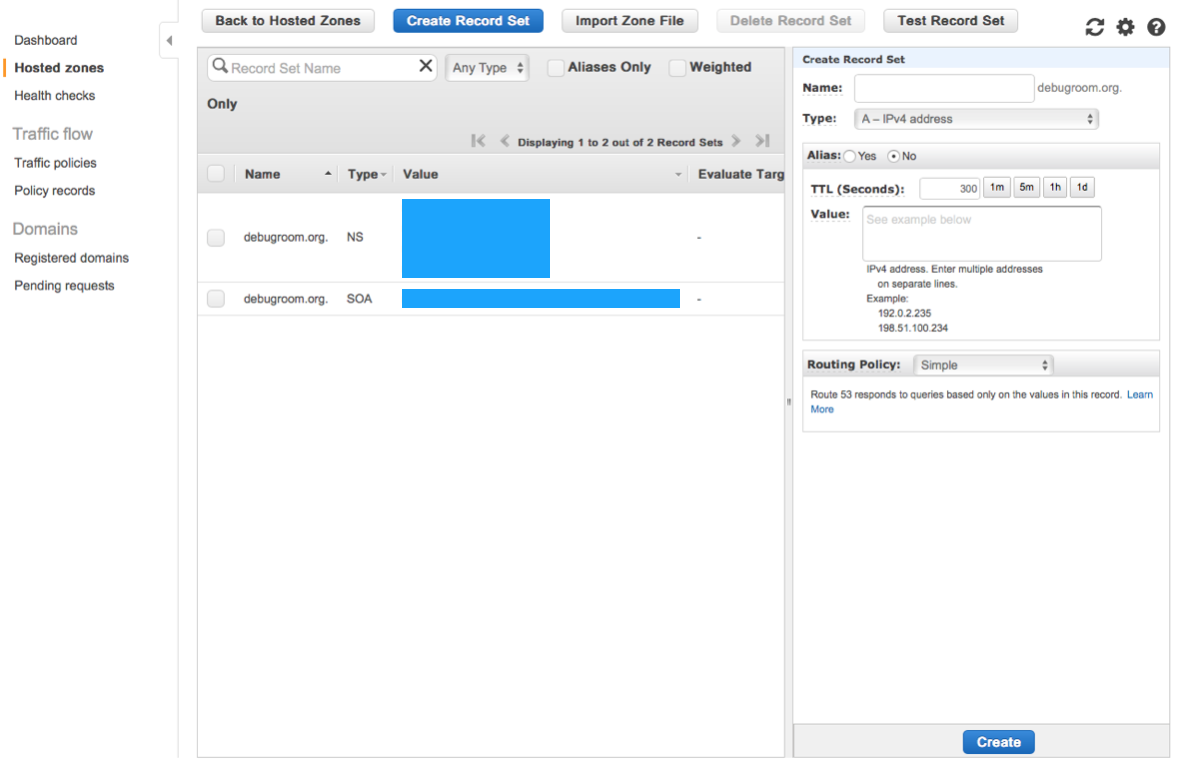 Back to Hosted Zones
Create Record Set
Import Zone File
Delete Record Set
Test Record Set
Dashboard
Hosted zones
Health checks
Traffic flow
Traffic policies
Policy records
Domains
Registered domains
Pending requests
Record Set Name
Any Type
Aliases Only
Weighted
Only
Displaying 1 to 2 out of 2 Record Sets
Name Type Value Evaluate Targ
debugroom.org. NS -
debugroom.org. SOA -
Create Record Set
Name: debugroom.org.
Type: A – IPv4 address
Alias: Yes No
TTL (Seconds): 300 1m 5m 1h 1d
Value: See example below
IPv4 address. Enter multiple addresses
on separate lines.
Example:
192.0.2.235
198.51.100.234
Routing Policy: Simple
Route 53 responds to queries based only on the values in this record. Learn
More
Create